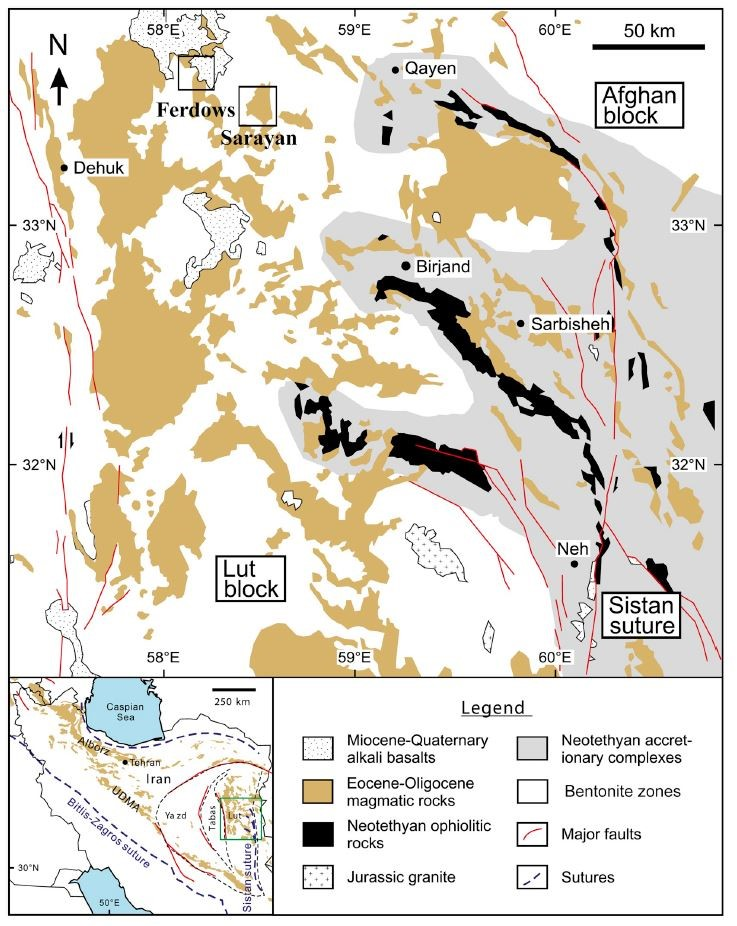 58°E
59°E
60°E
N
50 km
Qayen
Afghan
block
Ferdows
Sarayan
Dehuk
33°N
33°N
Birjand
Sarbisheh
32°N
32°N
Neh
Lut
block
Sistan
suture
58°E
59°E
60°E
250 km
Caspian
Sea
Alborz
Tehran
Iran
UDMA
Yazd
Tabas
Lut
Bitlis-Zagros suture
Sistan suture
30°N
50°E
Legend
Miocene-Quaternary
alkali basalts
Eocene-Oligocene
magmatic rocks
Neotethyan ophiolitic
rocks
Jurassic granite
Neotethyan accret-
ionary complexes
Bentonite zones
Major faults
Sutures